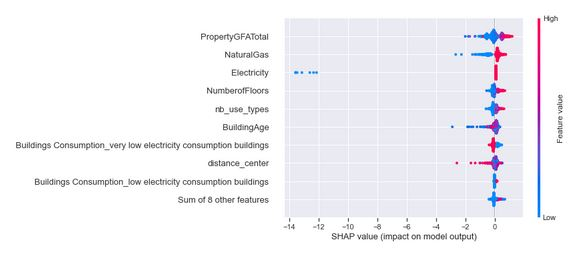 High
PropertyGFATotal
NaturalGas
Electricity
NumberofFloors
nb_use_types
BuildingAge
Buildings Consumption_very low electricity consumption buildings
distance_center
Buildings Consumption_low electricity consumption buildings
Sum of 8 other features
Feature value
Low
−14 −12 −10 −8 −6 −4 −2 0
SHAP value (impact on model output)